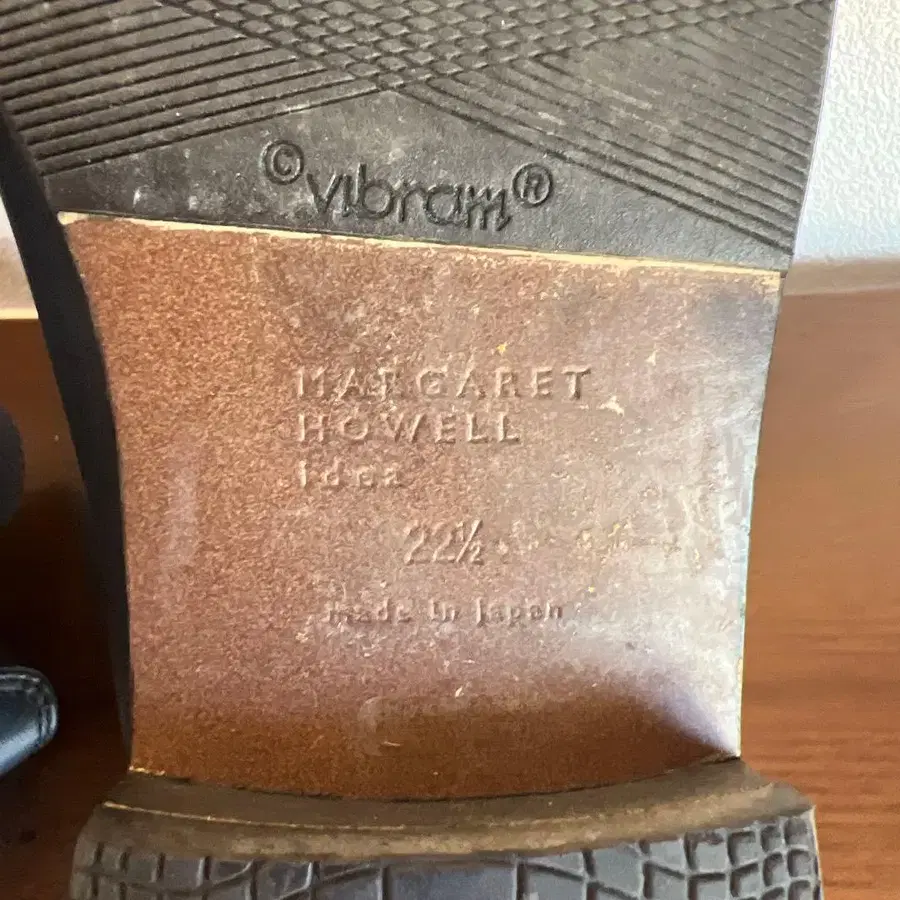 © vibram®
MARGARET
HOWELL
idea
22½
made in japan